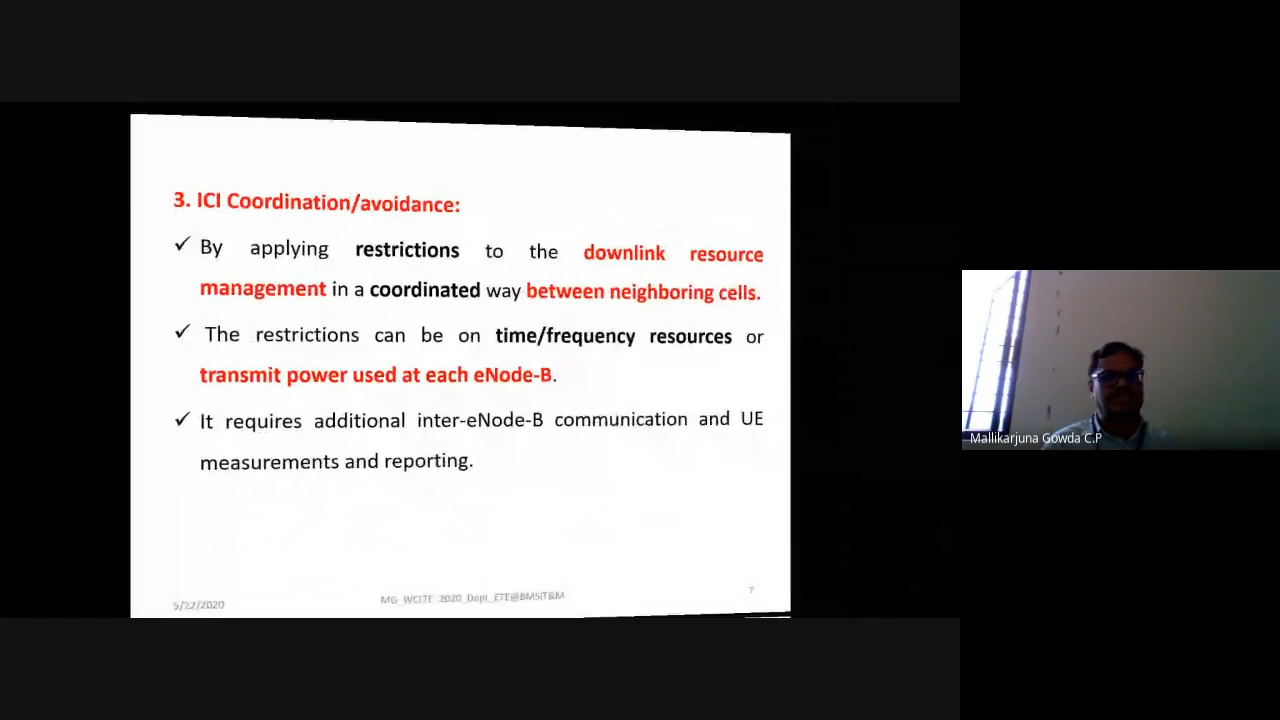 3. ICI Coordination/avoidance:
✓ By applying restrictions to the downlink resource
management in a coordinated way between neighboring cells.
✓ The restrictions can be on time/frequency resources or
transmit power used at each eNode-B.
✓ It requires additional inter-eNode-B communication and UE
measurements and reporting.
5/22/2020
MG_WCITE 2020_Dept_ETE@BMSIT&M
7
Mallikarjuna Gowda C.P